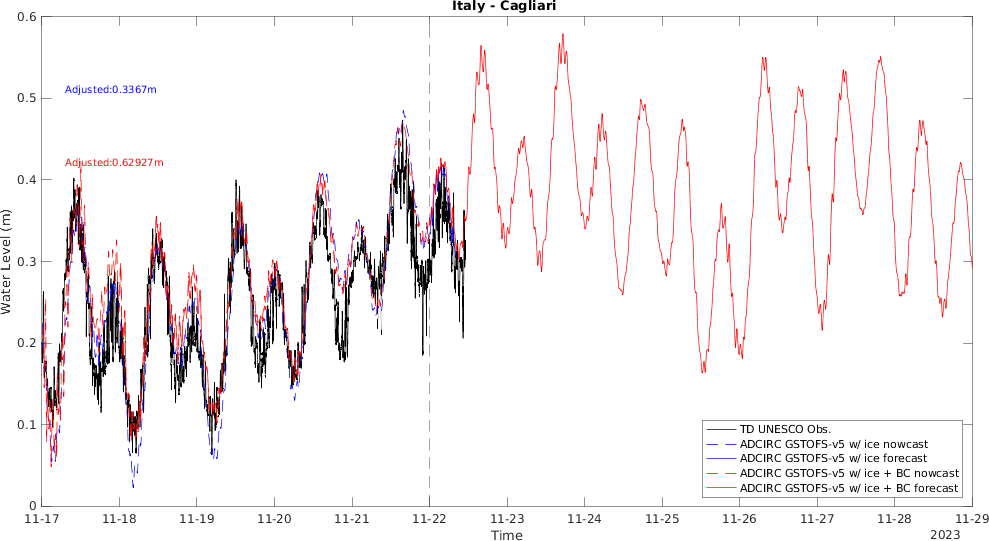 Italy - Cagliari
0.6
0.5
0.4
0.3
0.2
0.1
0
Water Level (m)
Adjusted:0.3367m
Adjusted:0.62927m
TD UNESCO Obs.
ADCIRC GSTOFS-v5 w/ ice nowcast
ADCIRC GSTOFS-v5 w/ ice forecast
ADCIRC GSTOFS-v5 w/ ice + BC nowcast
ADCIRC GSTOFS-v5 w/ ice + BC forecast
11-17 11-18 11-19 11-20 11-21 11-22 11-23 11-24 11-25 11-26 11-27 11-28 11-29
Time 2023